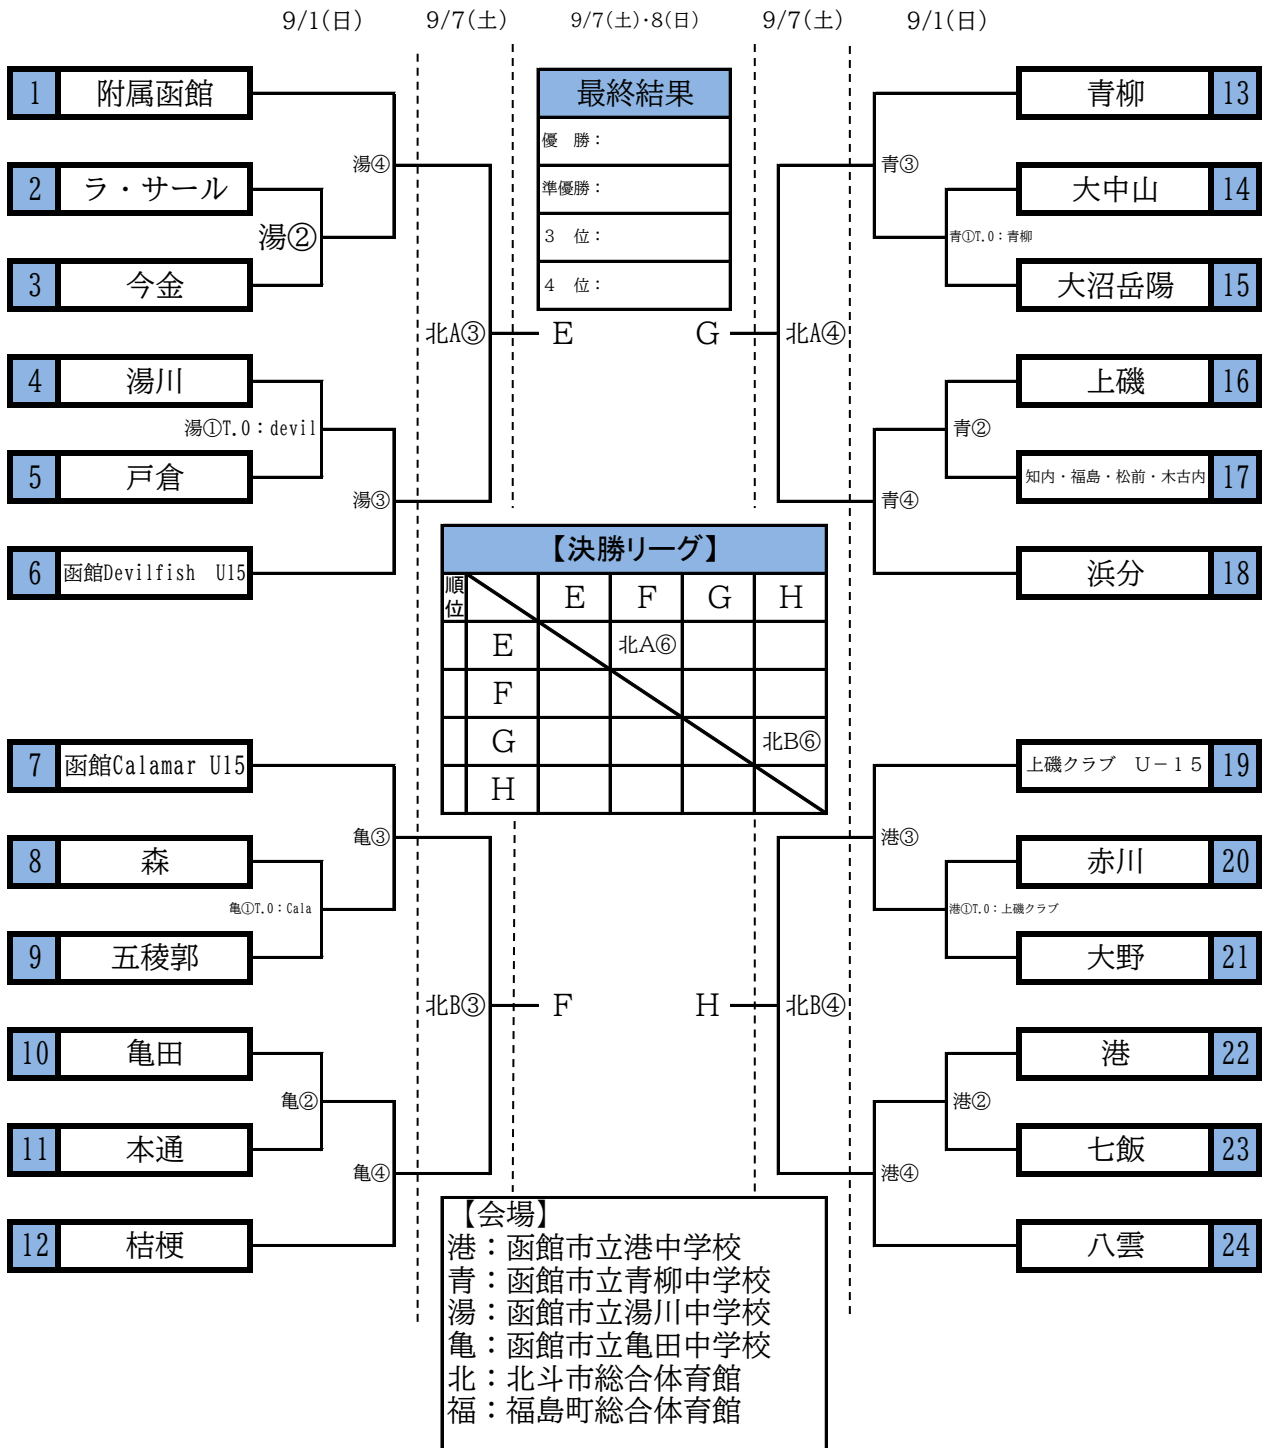 9/1(日)
9/7(土)
9/7(土)・8(日)
9/7(土)
9/1(日)
1 附属函館
2 ラ・サール
3 今金
4 湯川
5 戸倉
6 函館Devilfish U15
7 函館Calamar U15
8 森
9 五稜郭
10 亀田
11 本通
12 桔梗
湯④
湯②
湯①T.O：devil
湯③
亀③
亀①T.O：Cala
亀②
亀④
北A③
北B③
E
F
最終結果
優　勝：
準優勝：
3　位：
4　位：
【決勝リーグ】
順位 E F G H
E 北A⑥
F
G 北B⑥
H
G
H
北A④
北B④
青③
青①T.O：青柳
青②
青④
港③
港①T.O：上磯クラブ
港②
港④
青柳 13
大中山 14
大沼岳陽 15
上磯 16
知内・福島・松前・木古内 17
浜分 18
上磯クラブ　U－15 19
赤川 20
大野 21
港 22
七飯 23
八雲 24
【会場】
港：函館市立港中学校
青：函館市立青柳中学校
湯：函館市立湯川中学校
亀：函館市立亀田中学校
北：北斗市総合体育館
福：福島町総合体育館